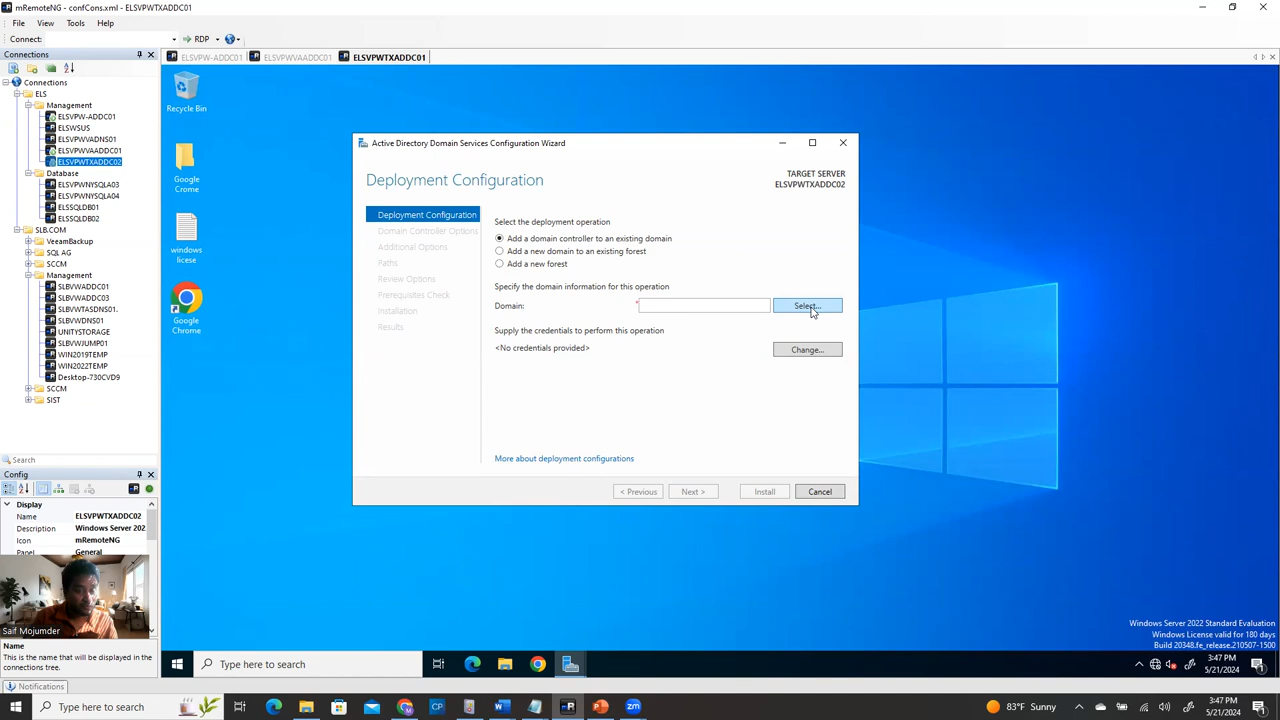 mRemoteNG - confCons.xml - ELSVPWTXADDC01
File View Tools Help
Connect: RDP
Connections
Connections
ELS
Management
ELSVPW-ADDC01
ELSWSUS
ELSVPWVADNS01
ELSVPWVAADDC01
ELSVPWTXADDC02
Database
ELSVPWNYSQLA03
ELSVPWNYSQLA04
ELSSQLDB01
ELSSQLDB02
SLB.COM
VeeamBackup
SQL AG
SCCM
Management
SLBVWADDC01
SLBVWADDC03
SLBVWTASDNS01.
SLBVWDNS01
UNITYSTORAGE
SLBVWJUMP01
WIN2019TEMP
WIN2022TEMP
Desktop-730CVD9
SCCM
SIST
Search
Config
Display
Name ELSVPWTXADDC02
Description Windows Server 202
Icon mRemoteNG
Panel General
Saif Mojumder
Name
This is the name that will be displayed in the connections tree.
Notifications
ELSVPW-ADDC01 ELSVPWVAADDC01 ELSVPWTXADDC01
Recycle Bin
Google
Crome
windows
licese
Google
Chrome
Active Directory Domain Services Configuration Wizard
Deployment Configuration
TARGET SERVER
ELSVPWTXADDC02
Deployment Configuration
Domain Controller Options
Additional Options
Paths
Review Options
Prerequisites Check
Installation
Results
Select the deployment operation
Add a domain controller to an existing domain
Add a new domain to an existing forest
Add a new forest
Specify the domain information for this operation
Domain: * Select...
Supply the credentials to perform this operation
<No credentials provided> Change...
More about deployment configurations
< Previous Next > Install Cancel
Windows Server 2022 Standard Evaluation
Windows License valid for 180 days
Build 20348.fe_release.210507-1500
Type here to search
3:47 PM
5/21/2024
Type here to search
83°F Sunny
3:47 PM
5/21/2024